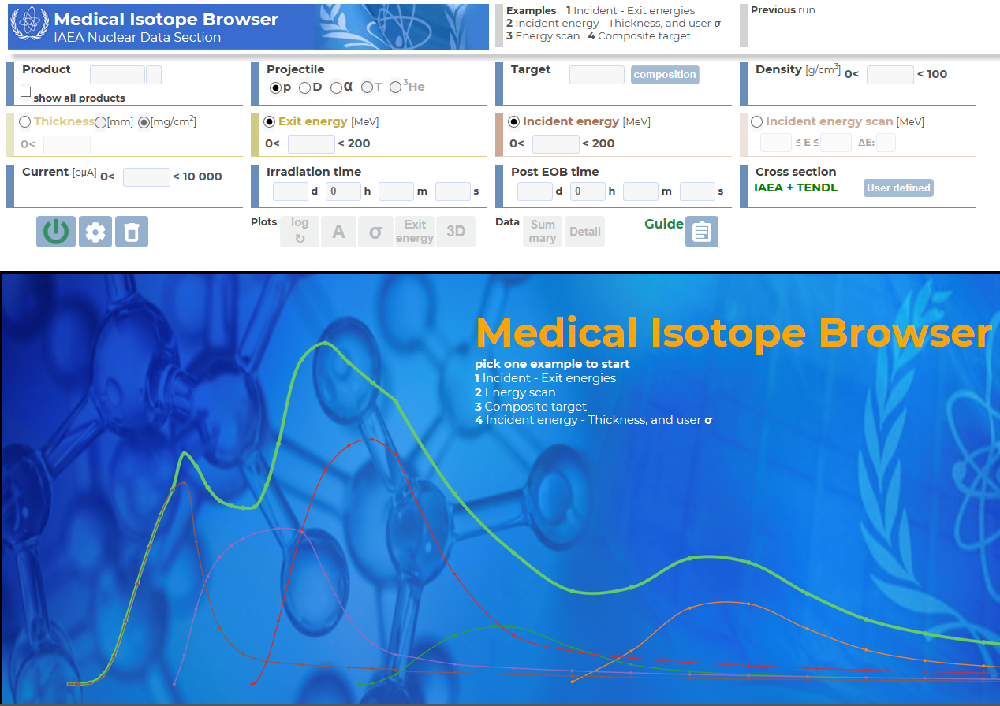 Medical Isotope Browser
IAEA Nuclear Data Section
Examples 1 Incident - Exit energies
2 Incident energy - Thickness, and user σ
3 Energy scan 4 Composite target
Previous run:
Product
show all products
Projectile
p D α T ³He
Target
composition
Density [g/cm³] 0< < 100
Thickness [mm] [mg/cm²]
0<
Exit energy [MeV]
0< < 200
Incident energy [MeV]
0< < 200
Incident energy scan [MeV]
≤ E ≤ ΔE:
Current [eμA] 0< < 10 000
Irradiation time
d 0 h m s
Post EOB time
d 0 h m s
Cross section
IAEA + TENDL User defined
Plots
log
↻
A
σ
Exit
energy
3D
Data
Sum
mary
Detail
Guide
Medical Isotope Browser
pick one example to start
1 Incident - Exit energies
2 Energy scan
3 Composite target
4 Incident energy - Thickness, and user σ